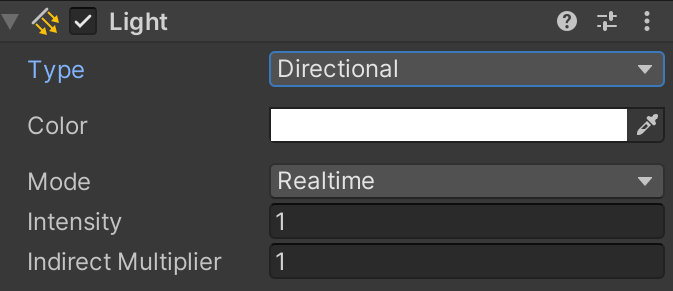 Light
Type Directional
Color
Mode Realtime
Intensity 1
Indirect Multiplier 1